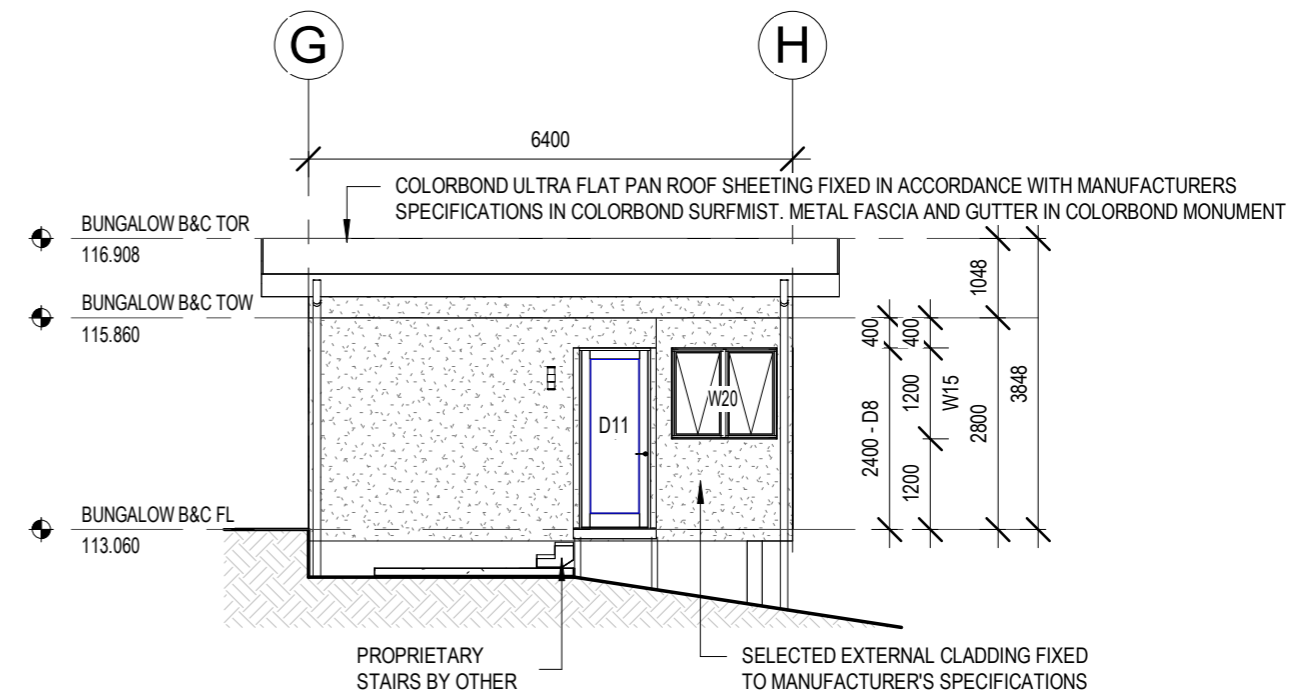 G
H
6400
COLORBOND ULTRA FLAT PAN ROOF SHEETING FIXED IN ACCORDANCE WITH MANUFACTURERS
SPECIFICATIONS IN COLORBOND SURFMIST. METAL FASCIA AND GUTTER IN COLORBOND MONUMENT
BUNGALOW B&C TOR
116.908
BUNGALOW B&C TOW
115.860
BUNGALOW B&C FL
113.060
D11
W20
400
2400 - D8
400
1200
1200
W15
1048
2800
3848
PROPRIETARY
STAIRS BY OTHER
SELECTED EXTERNAL CLADDING FIXED
TO MANUFACTURER'S SPECIFICATIONS